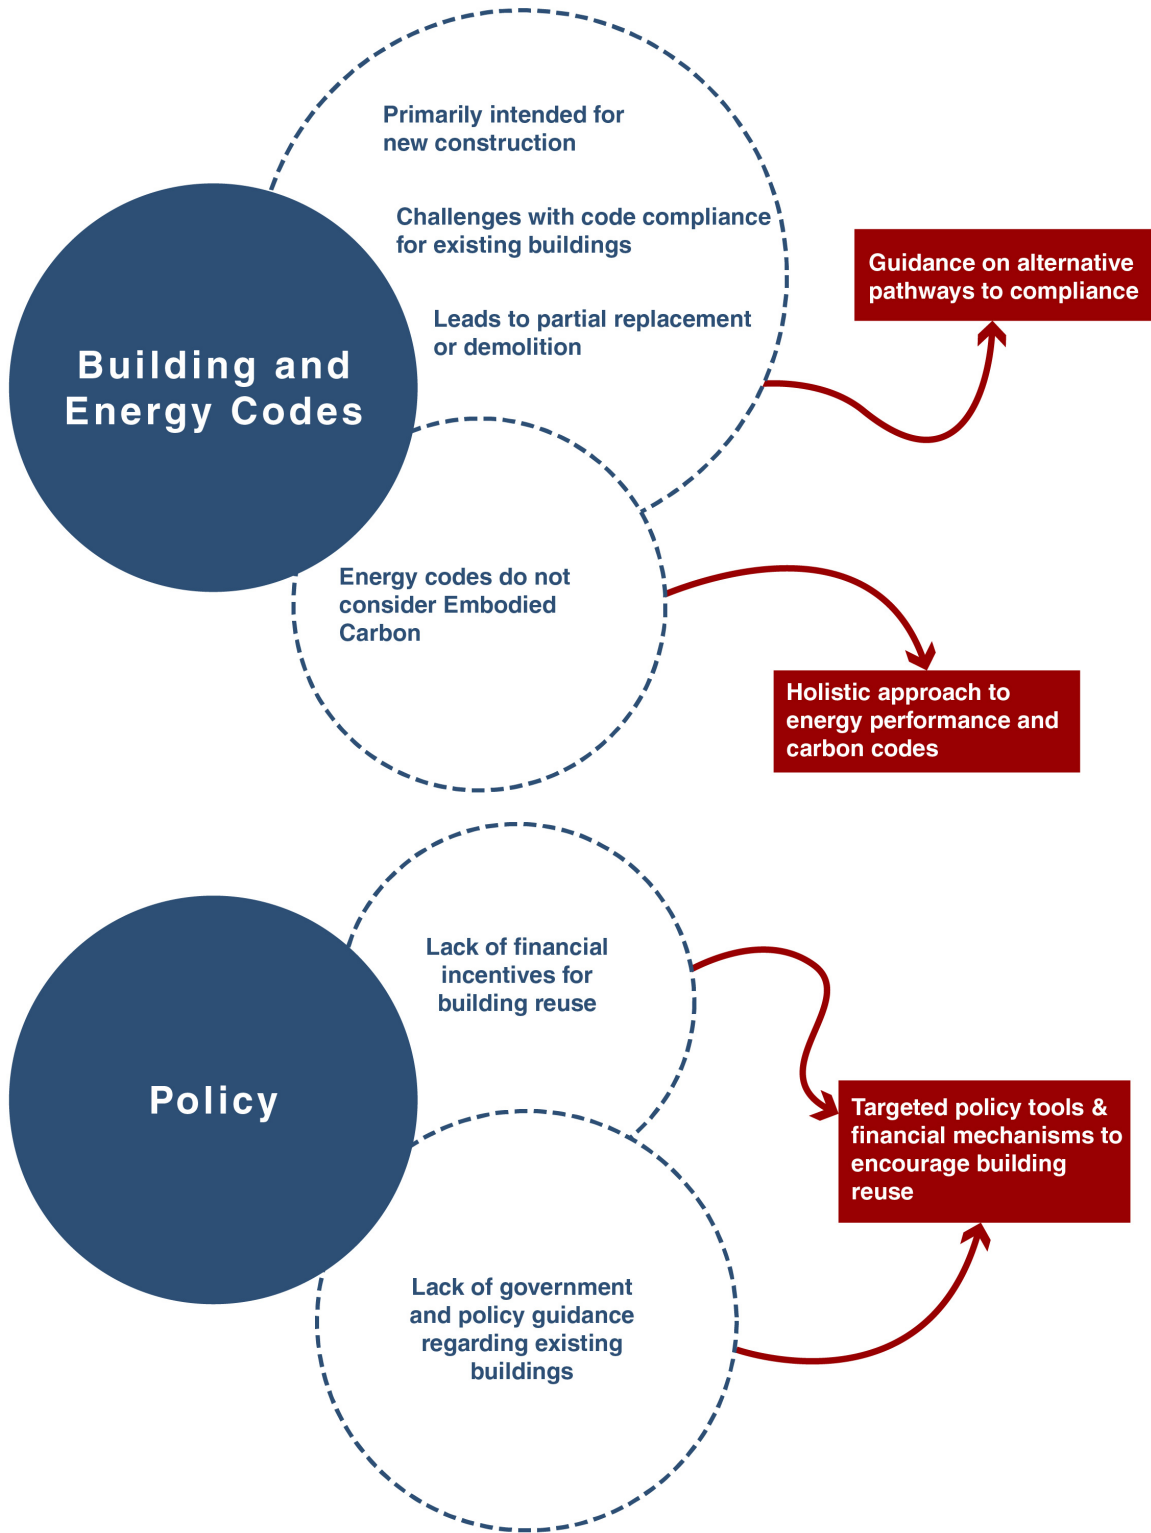 Primarily intended for
new construction
Challenges with code compliance
for existing buildings
Leads to partial replacement
or demolition
Guidance on alternative
pathways to compliance
Building and
Energy Codes
Energy codes do not
consider Embodied
Carbon
Holistic approach to
energy performance and
carbon codes
Lack of financial
incentives for
building reuse
Policy
Targeted policy tools &
financial mechanisms to
encourage building
reuse
Lack of government
and policy guidance
regarding existing
buildings